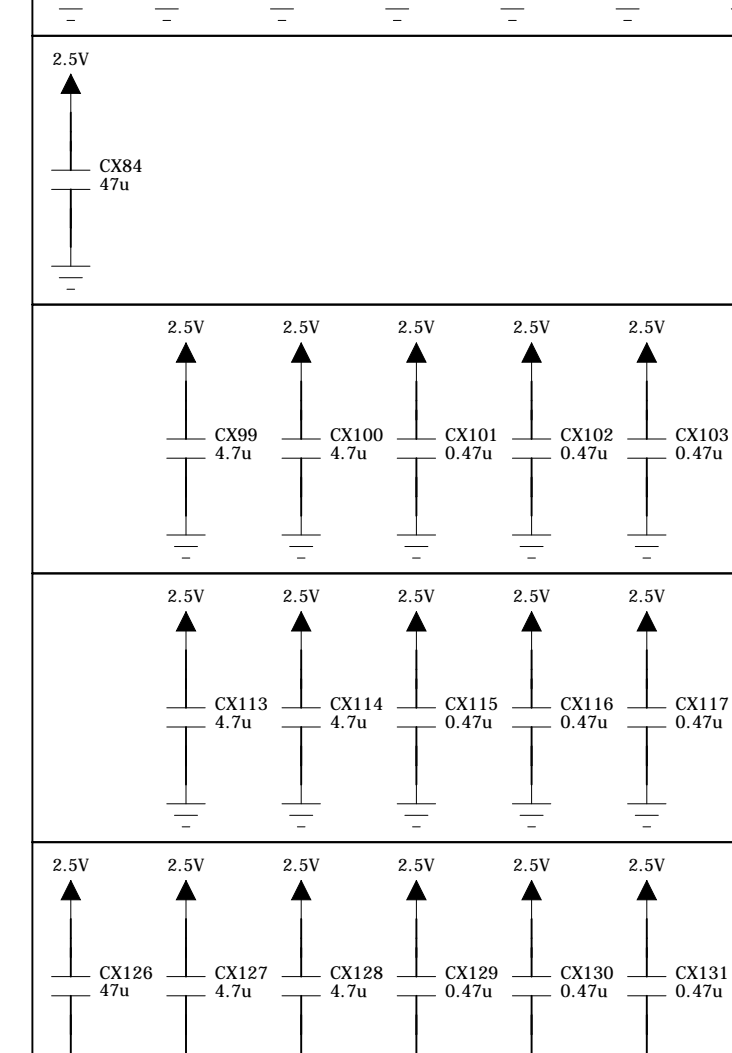 2.5V
CX84
47u
2.5V 2.5V 2.5V 2.5V 2.5V
CX99 CX100 CX101 CX102 CX103
4.7u 4.7u 0.47u 0.47u 0.47u
2.5V 2.5V 2.5V 2.5V 2.5V
CX113 CX114 CX115 CX116 CX117
4.7u 4.7u 0.47u 0.47u 0.47u
2.5V 2.5V 2.5V 2.5V 2.5V 2.5V
CX126 CX127 CX128 CX129 CX130 CX131
47u 4.7u 4.7u 0.47u 0.47u 0.47u